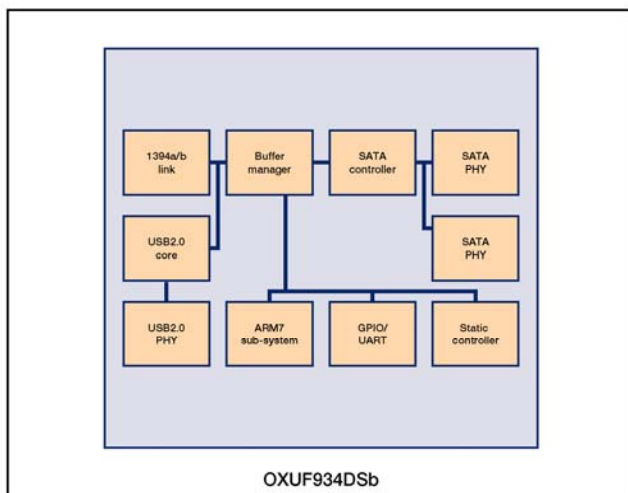 1394a/b
link
Buffer
manager
SATA
controller
SATA
PHY
USB2.0
core
SATA
PHY
USB2.0
PHY
ARM7
sub-system
GPIO/
UART
Static
controller
OXUF934DSb